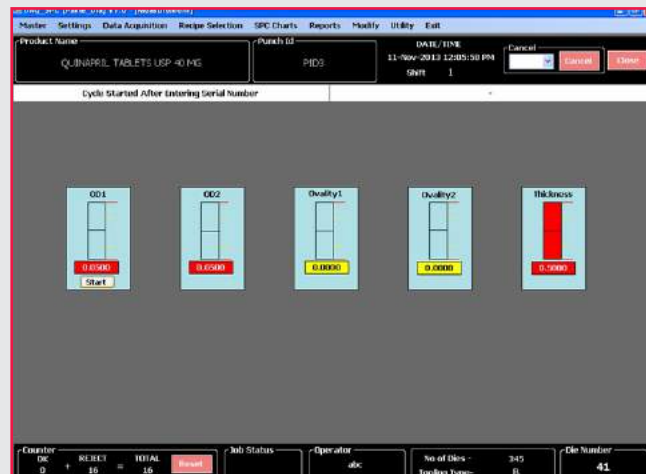 Master Settings Data Acquisition Recipe Selection SPC Charts Reports Modify Utility Exit
Product Name
QUINAPRIL TABLETS USP 40 MG
Punch Id
PID3
DATE/TIME
11-Nov-2013 12:05:50 PM
Shift 1
Cancel
Cancel
Close
Cycle Started After Entering Serial Number
-
OD1
OD2
Ovality1
Ovality2
Thickness
0.0500
0.0500
0.0000
0.0000
0.5000
Start
Counter
OK REJECT TOTAL
0 + 16 = 16
Reset
Job Status
Operator
abc
No of Dies - 345
Tooling Type- B
Die Number
41